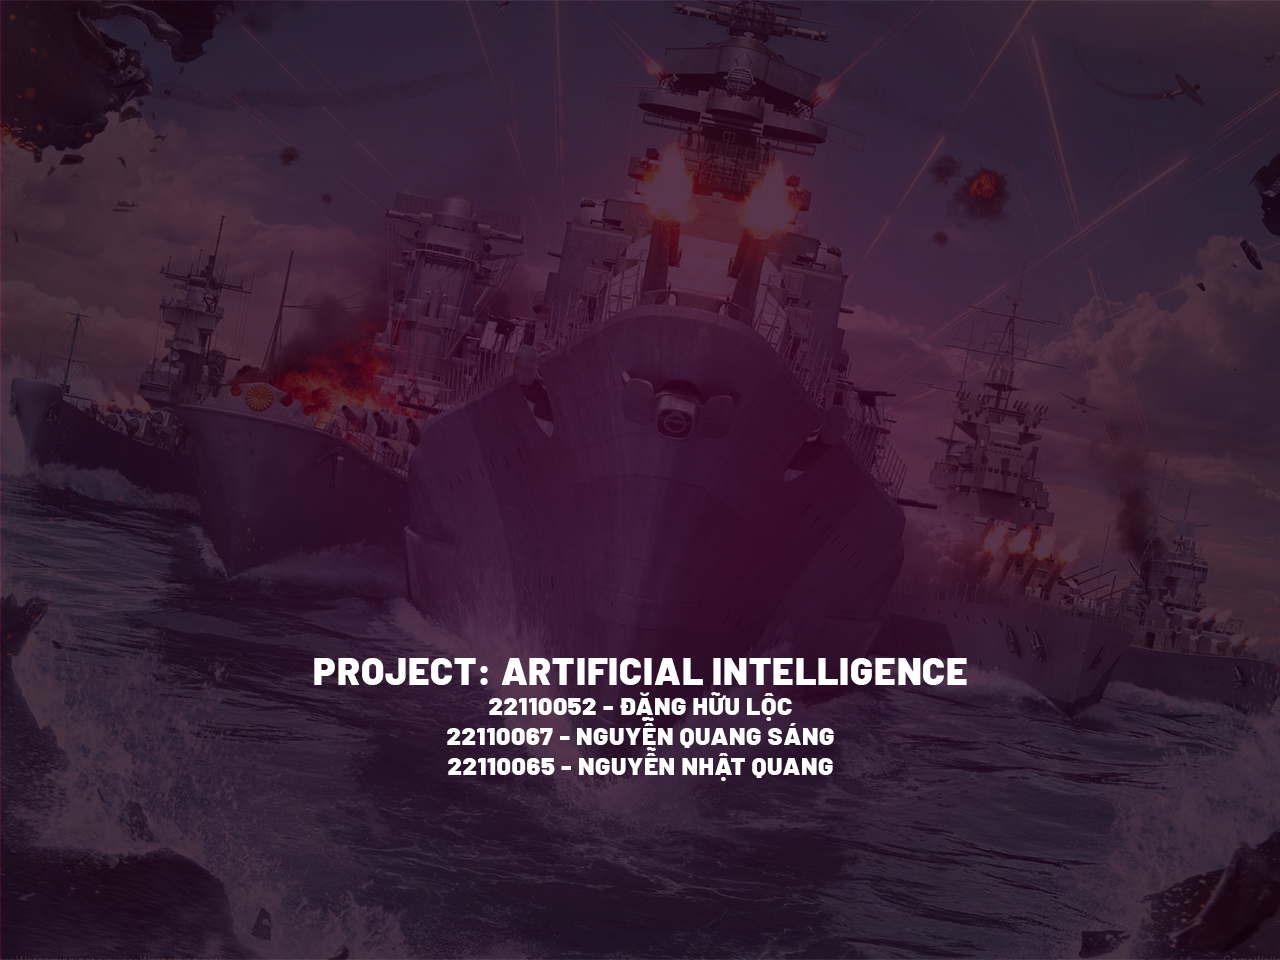 PROJECT: ARTIFICIAL INTELLIGENCE
22110052 - ĐẶNG HỮU LỘC
22110067 - NGUYỄN QUANG SÁNG
22110065 - NGUYỄN NHẬT QUANG